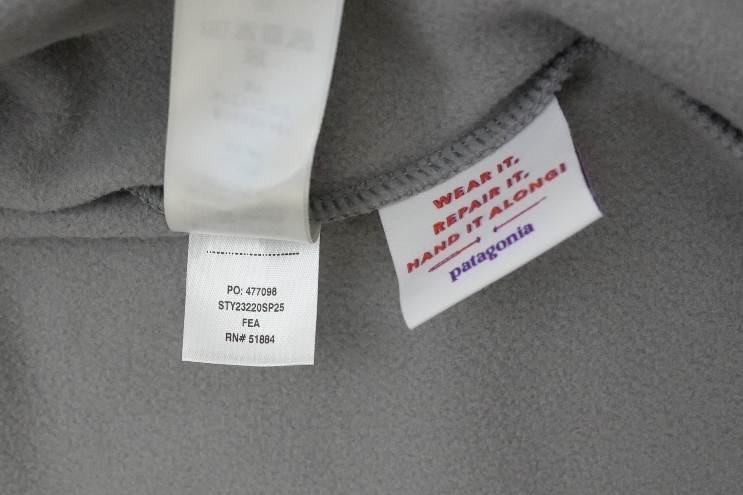 PO: 477098
STY23220SP25
FEA
RN# 51884
WEAR IT.
REPAIR IT.
HAND IT ALONG!
patagonia